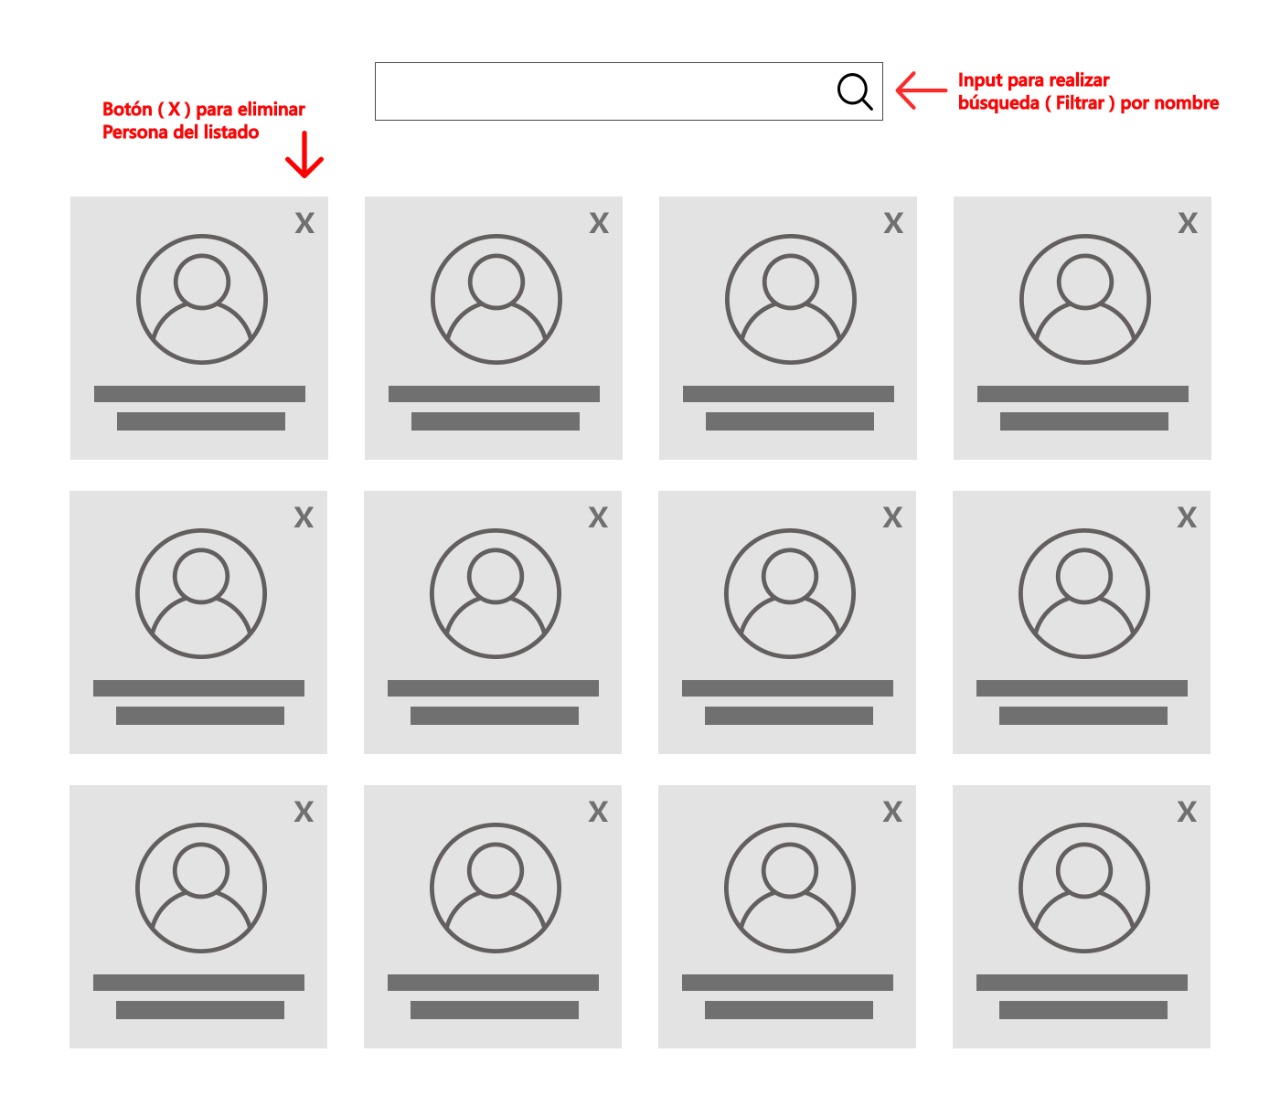 Input para realizar
búsqueda ( Filtrar ) por nombre
Botón ( X ) para eliminar
Persona del listado
X X X X
X X X X
X X X X